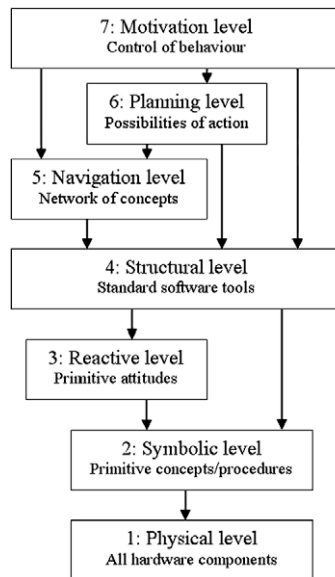 7: Motivation level
Control of behaviour
6: Planning level
Possibilities of action
5: Navigation level
Network of concepts
4: Structural level
Standard software tools
3: Reactive level
Primitive attitudes
2: Symbolic level
Primitive concepts/procedures
1: Physical level
All hardware components